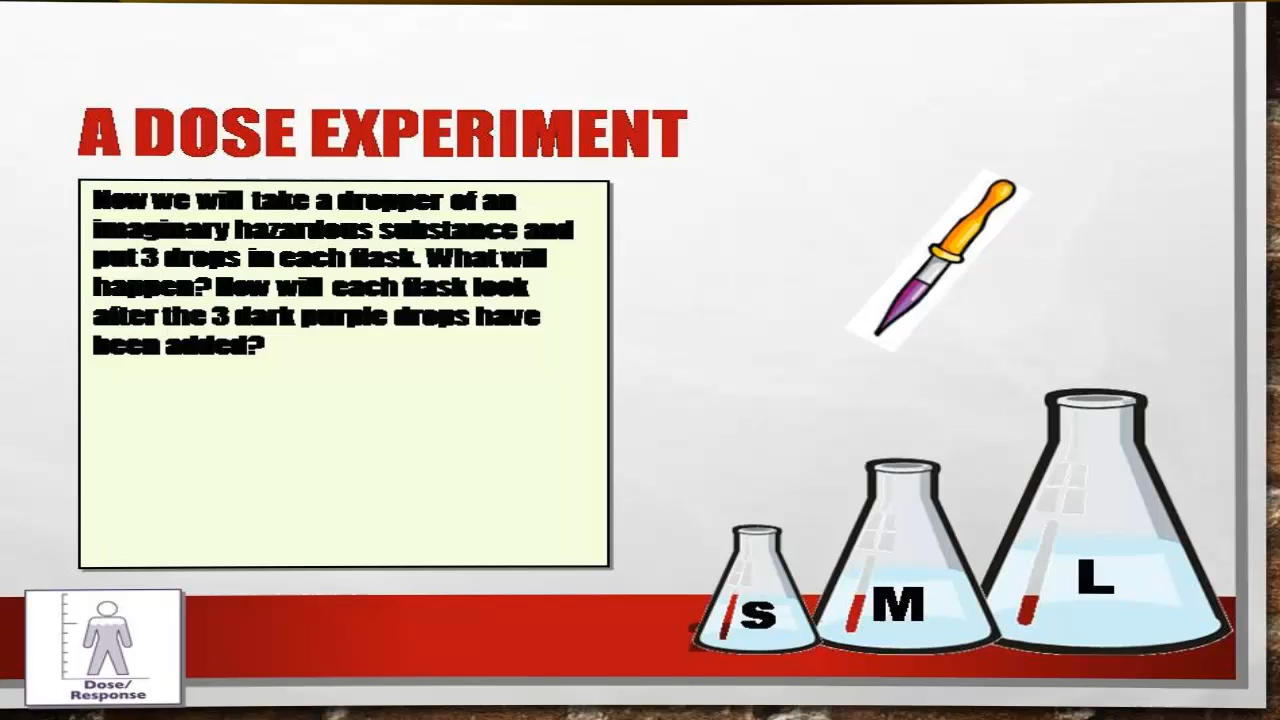 A DOSE EXPERIMENT
Now we will take a dropper of an
imaginary hazardous substance and
put 3 drops in each flask. What will
happen? How will each flask look
after the 3 dark purple drops have
been added?
S
M
L
Dose/
Response